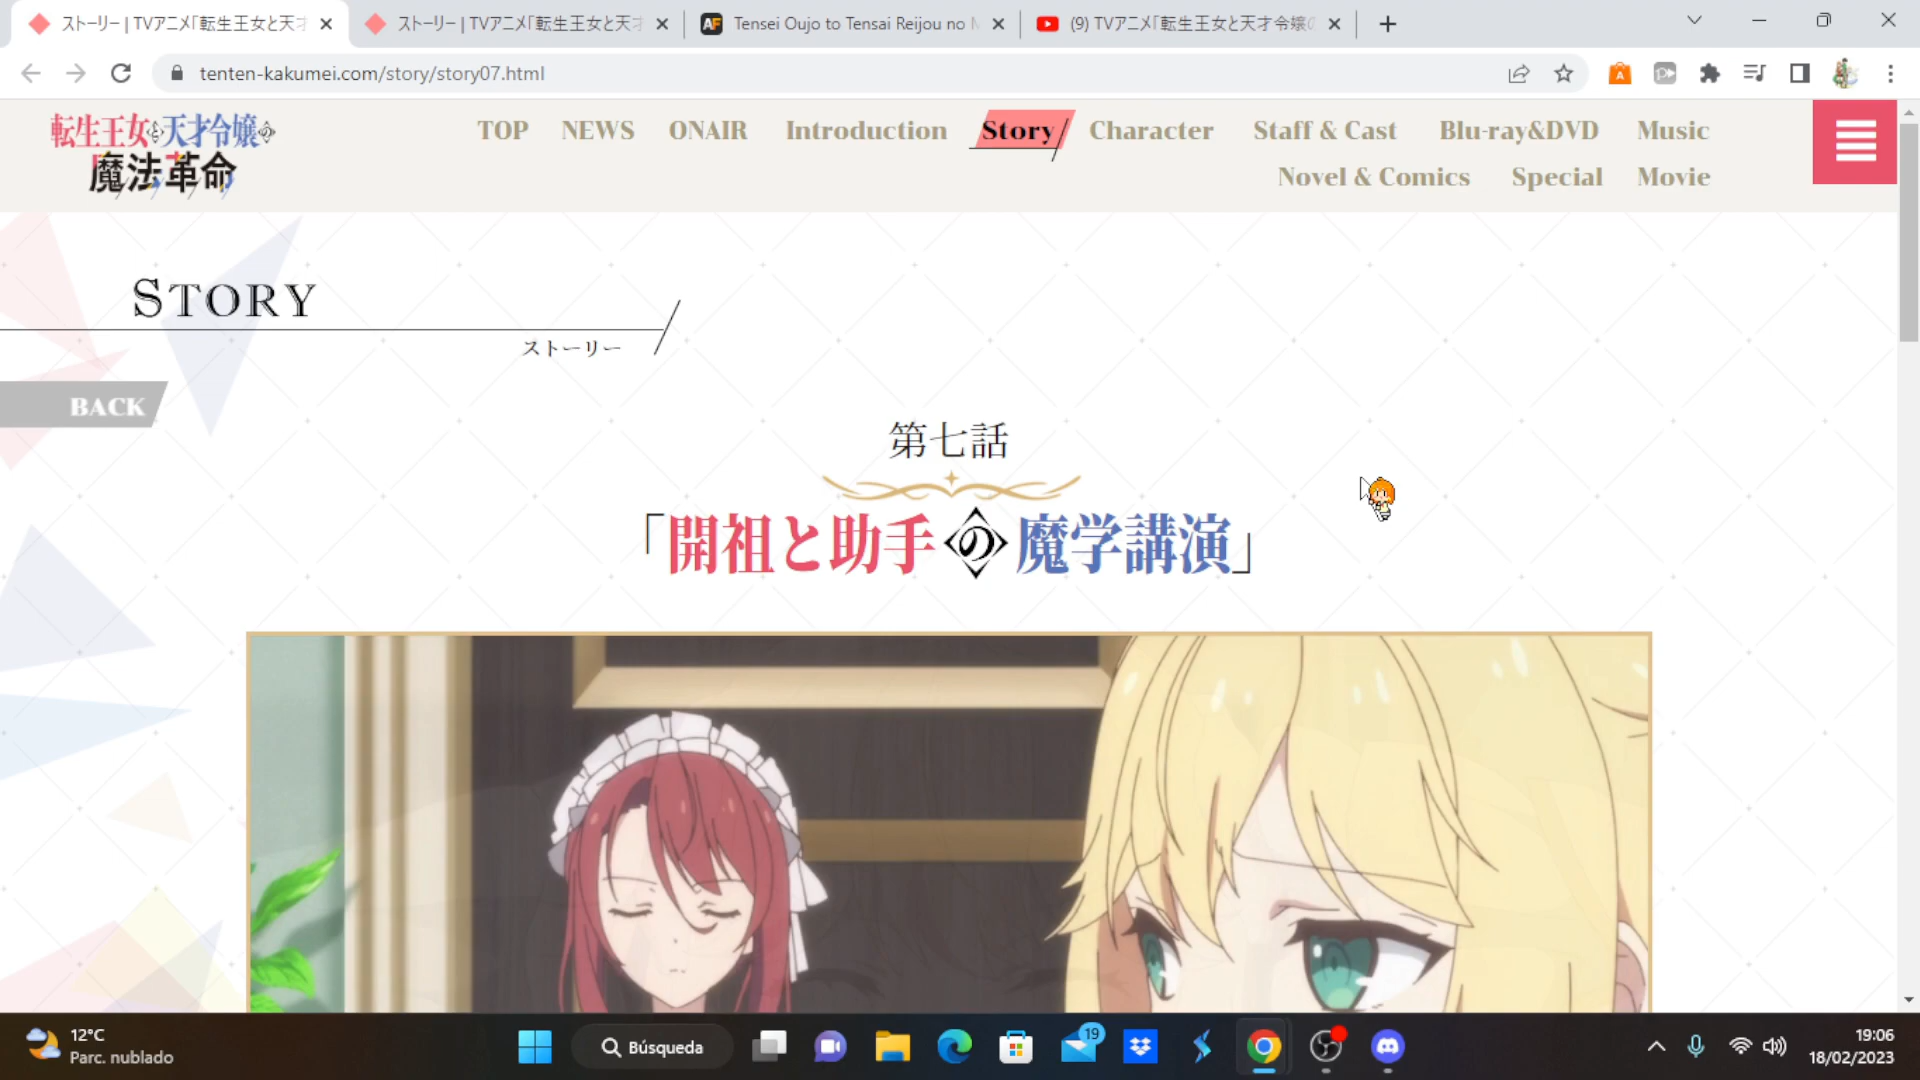 ストーリー | TVアニメ「転生王女と天才
ストーリー | TVアニメ「転生王女と天才
Tensei Oujo to Tensai Reijou no
(9) TVアニメ「転生王女と天才令嬢の
tenten-kakumei.com/story/story07.html
転生王女と天才令嬢の
魔法革命
TOP NEWS ONAIR Introduction Story Character Staff & Cast Blu-ray&DVD Music
Novel & Comics Special Movie
STORY
ストーリー
BACK
第七話
「開祖と助手の魔学講演」
12°C
Parc. nublado
Búsqueda
19
19:06
18/02/2023